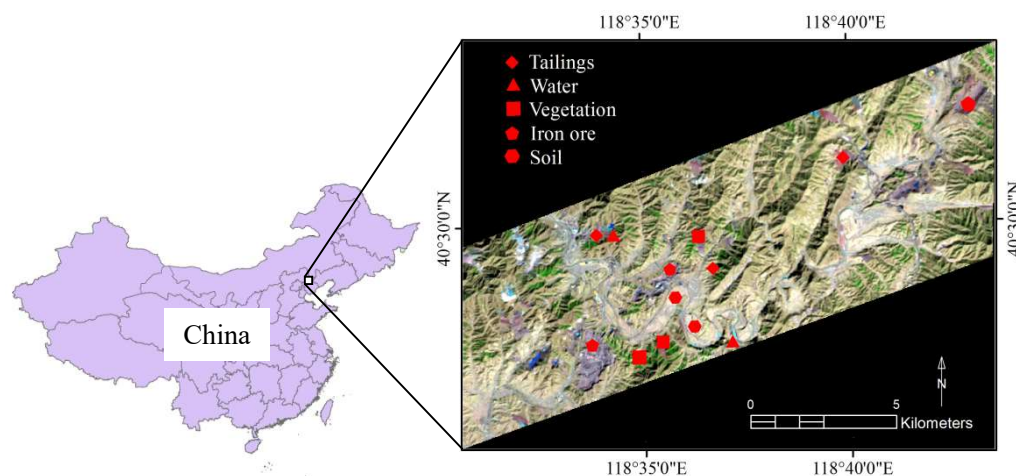 118°35'0"E 118°40'0"E
Tailings
Water
Vegetation
Iron ore
Soil
40°30'0"N
40°30'0"N
China
N
0 5
Kilometers
118°35'0"E 118°40'0"E